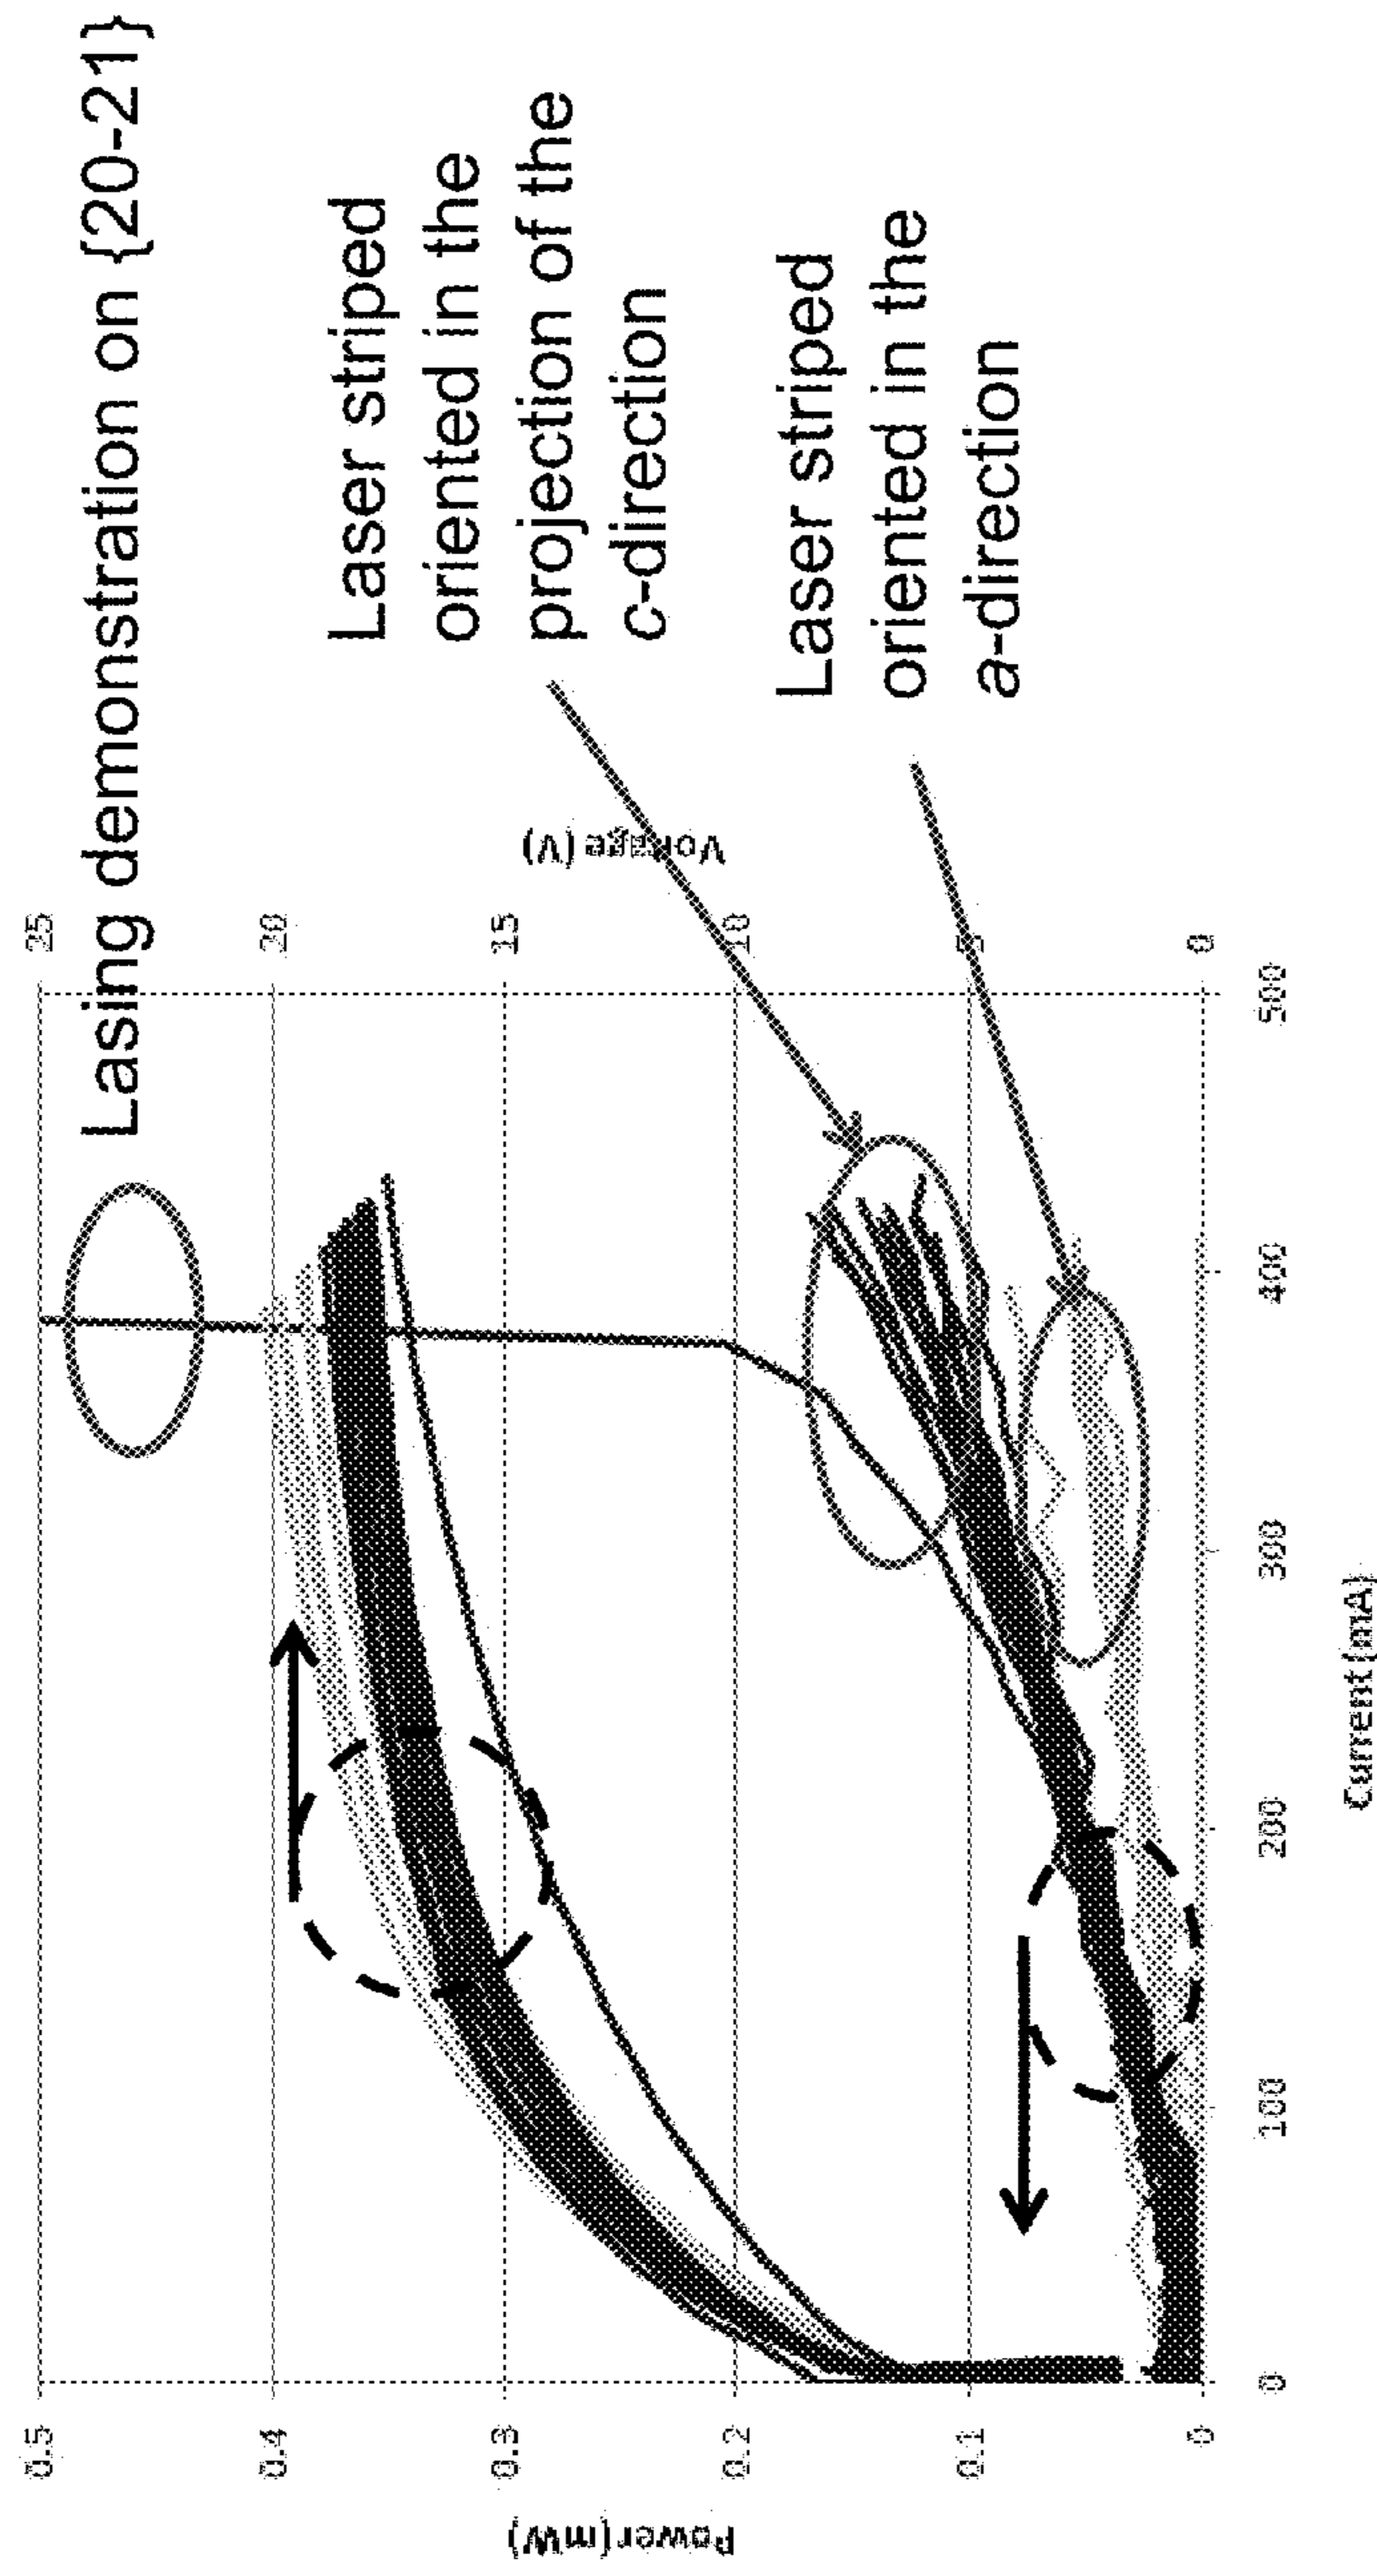 Lasing demonstration on {20-21}
Laser striped
oriented in the
projection of the
c-direction
Laser striped
oriented in the
a-direction
Power(mW)
0.5
0.4
0.3
0.2
0.1
0
Voltage (V)
25
20
15
10
5
0
0 100 200 300 400 500
Current(mA)